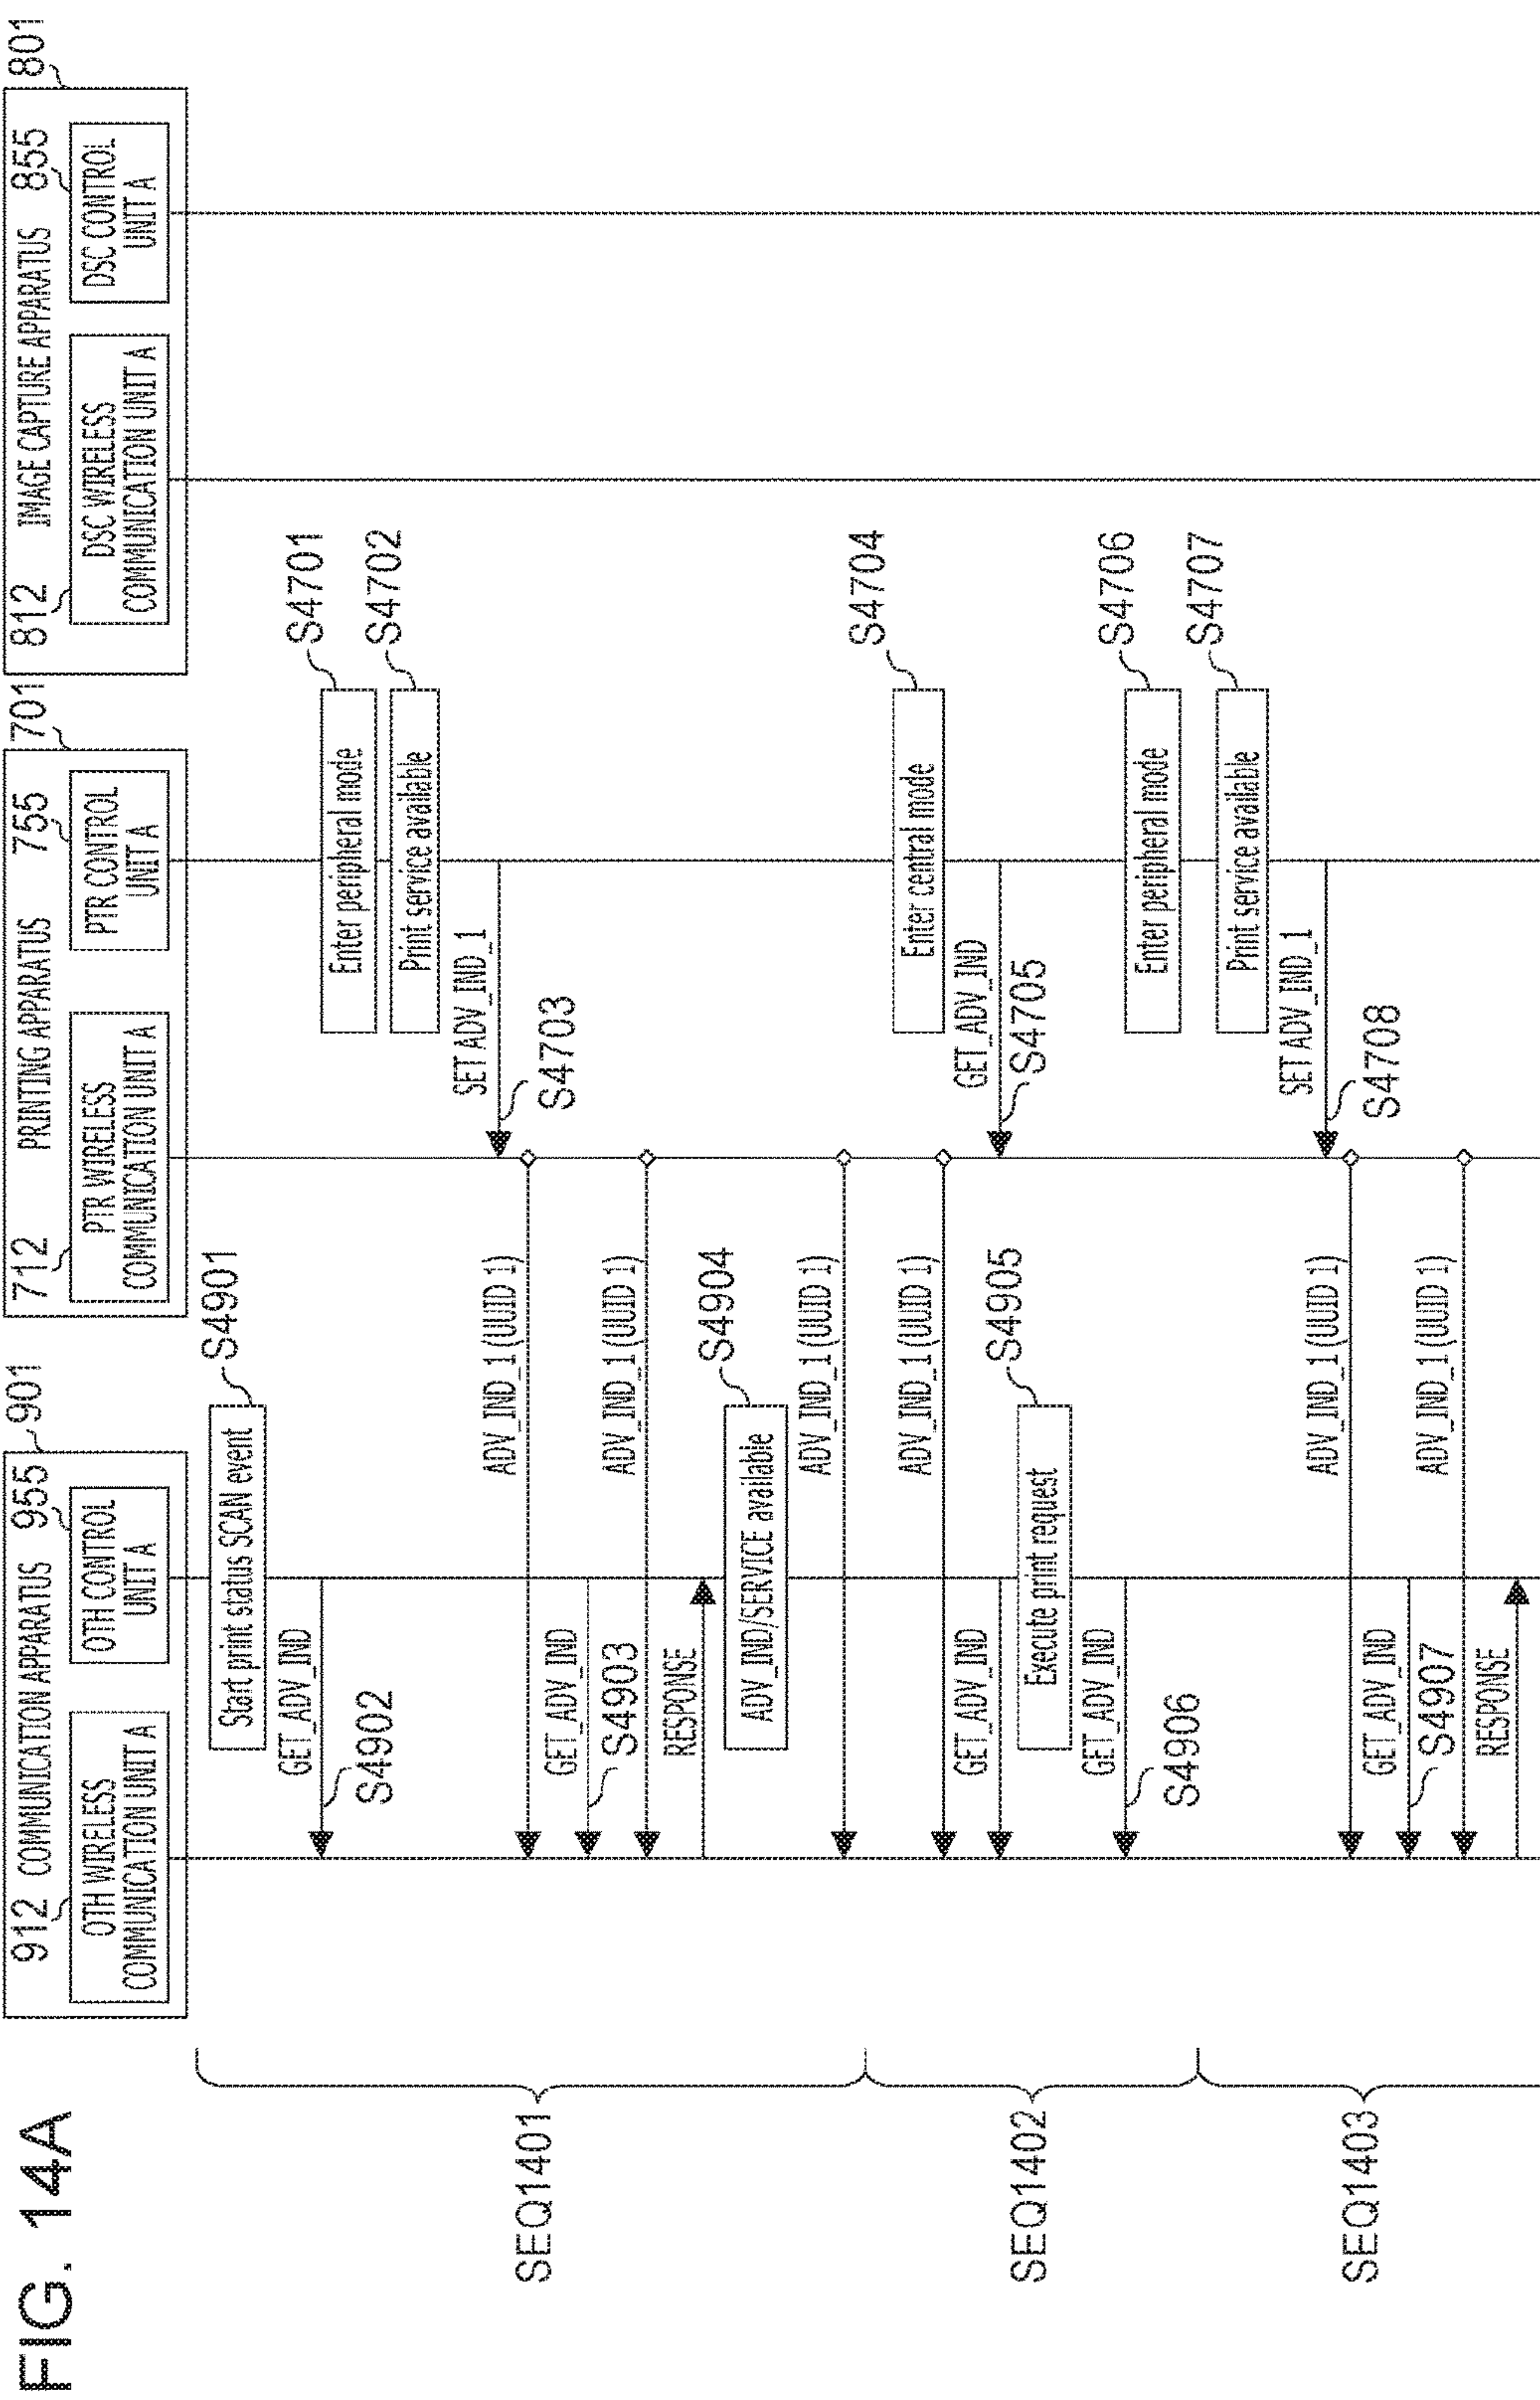 FIG. 14A
912
COMMUNICATION APPARATUS
955
901
OTH WIRELESS
COMMUNICATION UNIT A
OTH CONTROL
UNIT A
712
PRINTING APPARATUS
755
701
PTR WIRELESS
COMMUNICATION UNIT A
PTR CONTROL
UNIT A
812
IMAGE CAPTURE APPARATUS
855
801
DSC WIRELESS
COMMUNICATION UNIT A
DSC CONTROL
UNIT A
SEQ1401
Start print status SCAN event
S4901
GET_ADV_IND
S4902
Enter peripheral mode
S4701
Print service available
S4702
SET ADV_IND_1
S4703
ADV_IND_1(UUID 1)
GET_ADV_IND
S4903
ADV_IND_1(UUID 1)
RESPONSE
ADV_IND/SERVICE available
S4904
ADV_IND_1(UUID 1)
SEQ1402
Enter central mode
S4704
ADV_IND_1(UUID 1)
GET_ADV_IND
GET_ADV_IND
S4705
Execute print request
S4905
GET_ADV_IND
S4906
Enter peripheral mode
S4706
SEQ1403
Print service available
S4707
SET ADV_IND_1
S4708
ADV_IND_1(UUID 1)
GET_ADV_IND
S4907
ADV_IND_1(UUID 1)
RESPONSE